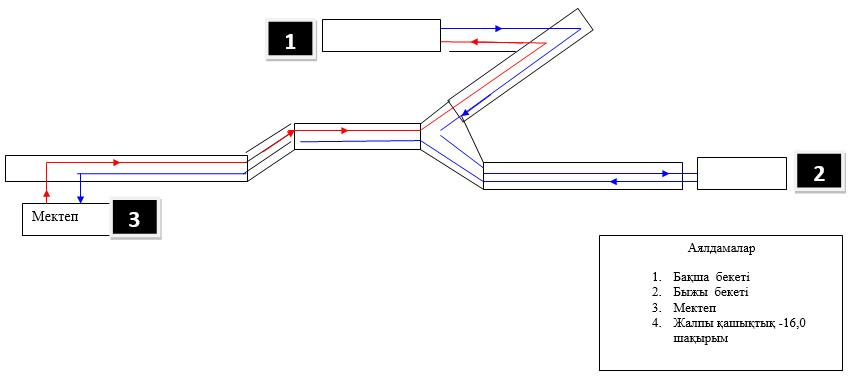 1
2
Мектеп
3
Аялдамалар
1. Бақша бекеті
2. Быжы бекеті
3. Мектеп
4. Жалпы қашықтық -16,0
шақырым